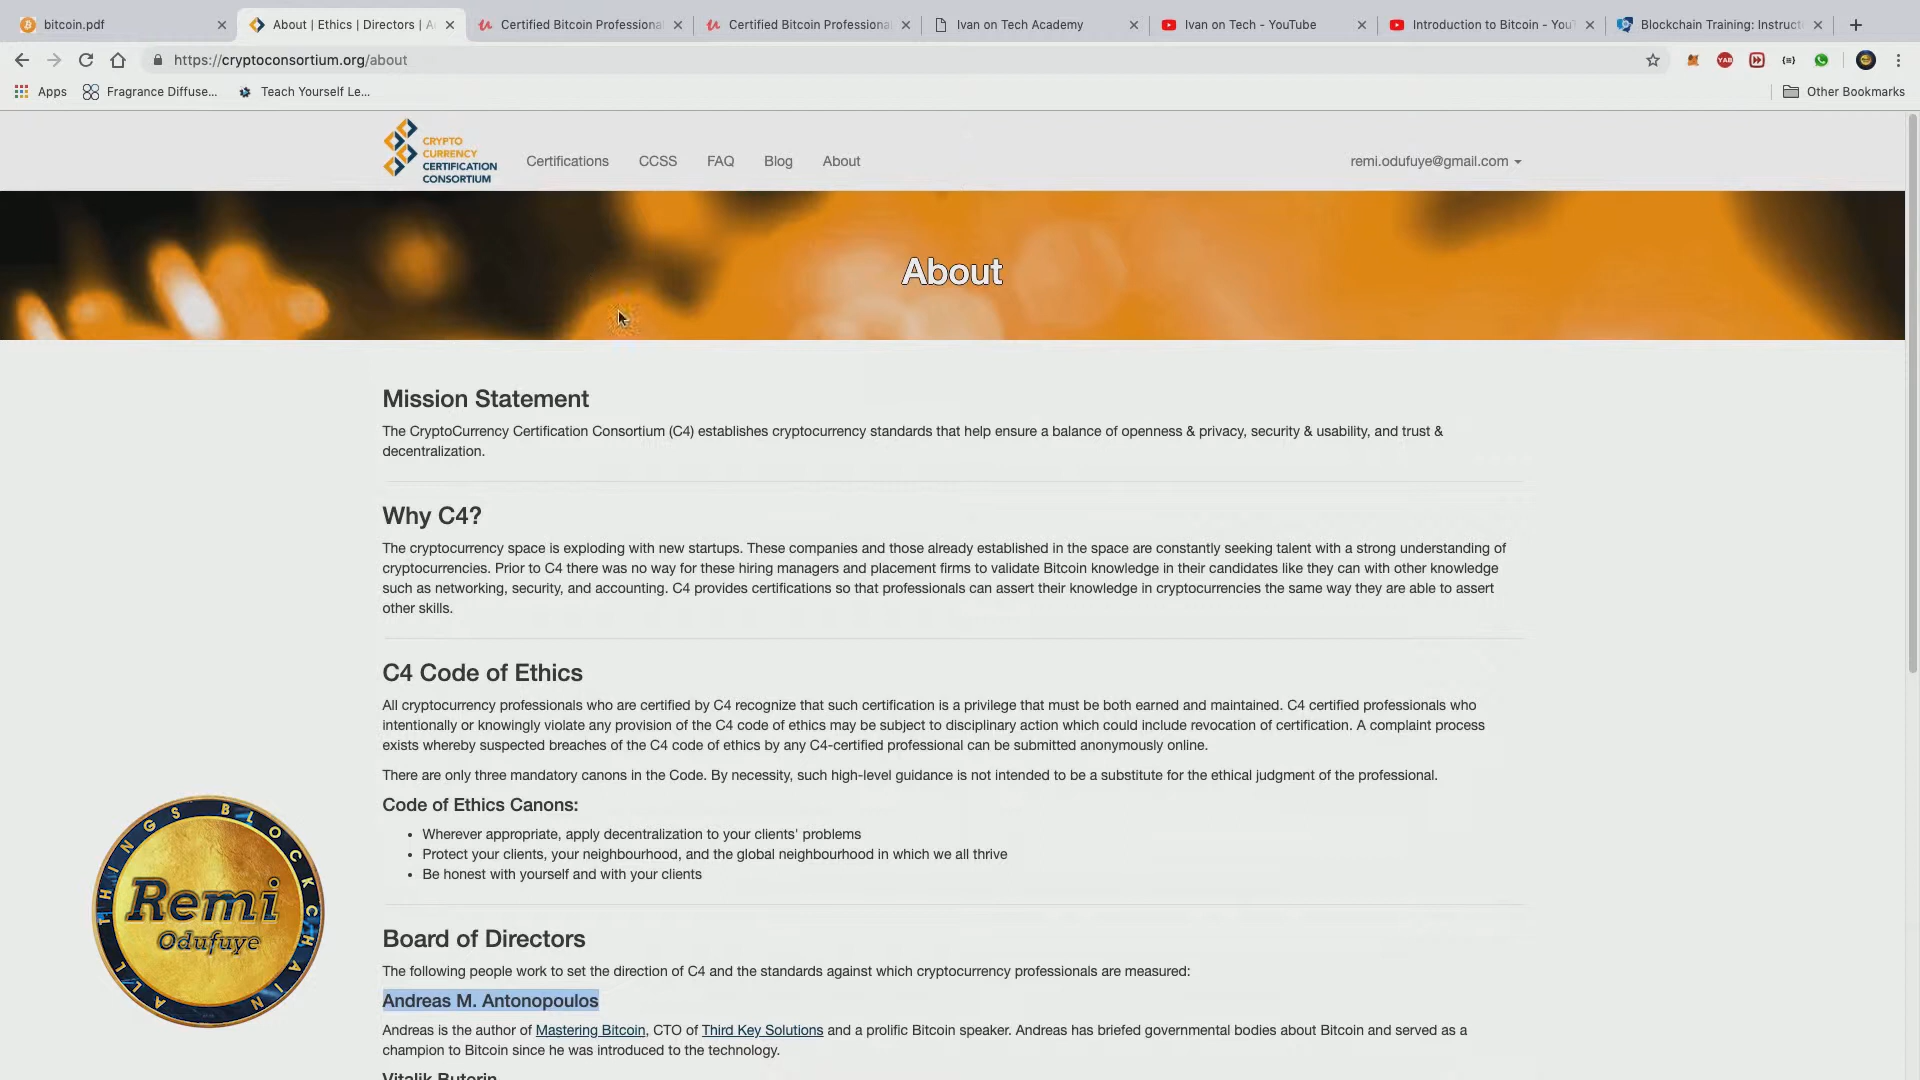 bitcoin.pdf
About | Ethics | Directors | A
Certified Bitcoin Professional
Certified Bitcoin Professional
Ivan on Tech Academy
Ivan on Tech - YouTube
Introduction to Bitcoin - YouT
Blockchain Training: Instruct
https://cryptoconsortium.org/about
YAB
Apps
Fragrance Diffuse...
Teach Yourself Le...
Other Bookmarks
CRYPTO
CURRENCY
CERTIFICATION
CONSORTIUM
Certifications
CCSS
FAQ
Blog
About
remi.odufuye@gmail.com
About
Mission Statement
The CryptoCurrency Certification Consortium (C4) establishes cryptocurrency standards that help ensure a balance of openness & privacy, security & usability, and trust &
decentralization.
Why C4?
The cryptocurrency space is exploding with new startups. These companies and those already established in the space are constantly seeking talent with a strong understanding of
cryptocurrencies. Prior to C4 there was no way for these hiring managers and placement firms to validate Bitcoin knowledge in their candidates like they can with other knowledge
such as networking, security, and accounting. C4 provides certifications so that professionals can assert their knowledge in cryptocurrencies the same way they are able to assert
other skills.
C4 Code of Ethics
All cryptocurrency professionals who are certified by C4 recognize that such certification is a privilege that must be both earned and maintained. C4 certified professionals who
intentionally or knowingly violate any provision of the C4 code of ethics may be subject to disciplinary action which could include revocation of certification. A complaint process
exists whereby suspected breaches of the C4 code of ethics by any C4-certified professional can be submitted anonymously online.
There are only three mandatory canons in the Code. By necessity, such high-level guidance is not intended to be a substitute for the ethical judgment of the professional.
Code of Ethics Canons:
• Wherever appropriate, apply decentralization to your clients' problems
• Protect your clients, your neighbourhood, and the global neighbourhood in which we all thrive
• Be honest with yourself and with your clients
ALL THINGS BLOCKCHAIN
Remi
Odufuye
Board of Directors
The following people work to set the direction of C4 and the standards against which cryptocurrency professionals are measured:
Andreas M. Antonopoulos
Andreas is the author of Mastering Bitcoin, CTO of Third Key Solutions and a prolific Bitcoin speaker. Andreas has briefed governmental bodies about Bitcoin and served as a
champion to Bitcoin since he was introduced to the technology.
Vitalik Buterin